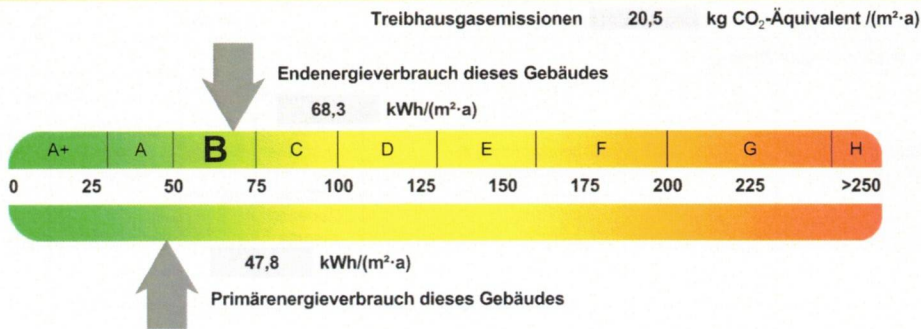 Treibhausgasemissionen 20,5 kg CO₂-Äquivalent /(m²·a)
Endenergieverbrauch dieses Gebäudes
68,3 kWh/(m²·a)
A+ A B C D E F G H
0 25 50 75 100 125 150 175 200 225 >250
47,8 kWh/(m²·a)
Primärenergieverbrauch dieses Gebäudes